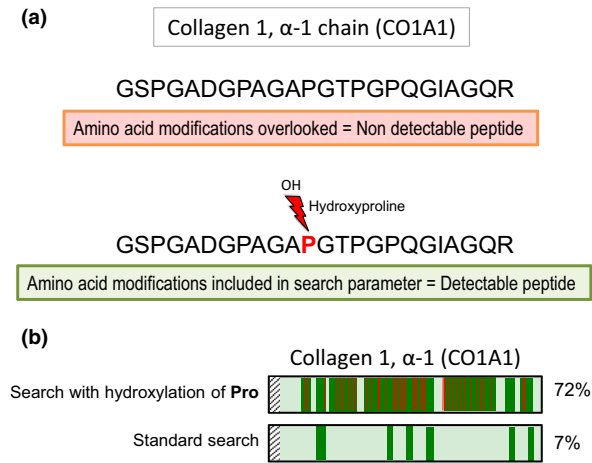 (a)
Collagen 1, α-1 chain (CO1A1)
GSPGADGPAGAPGTPGPQGIAGQR
Amino acid modifications overlooked = Non detectable peptide
OH
Hydroxyproline
GSPGADGPAGAPGTPGPQGIAGQR
Amino acid modifications included in search parameter = Detectable peptide
(b)
Collagen 1, α-1 (CO1A1)
Search with hydroxylation of Pro 72%
Standard search 7%